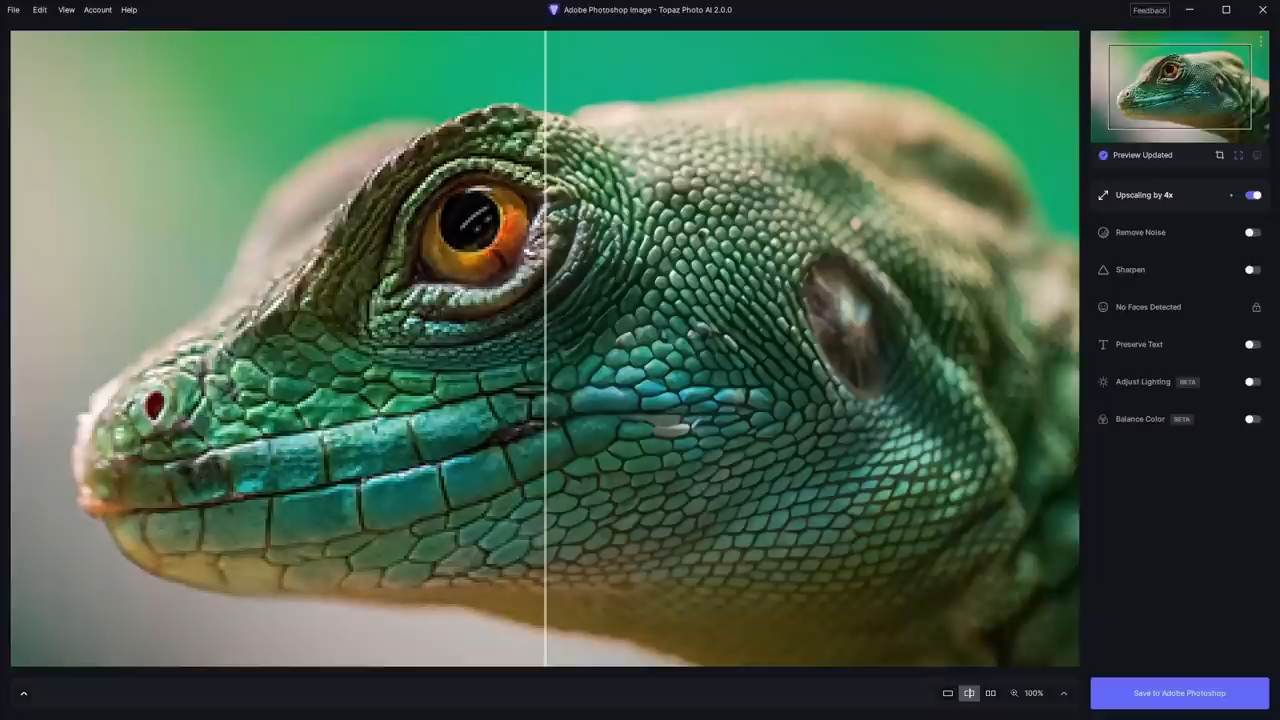 File Edit View Account Help
Adobe Photoshop Image - Topaz Photo AI 2.0.0
Feedback
Preview Updated
Upscaling by 4x
Remove Noise
Sharpen
No Faces Detected
Preserve Text
Adjust Lighting BETA
Balance Color BETA
100%
Save to Adobe Photoshop